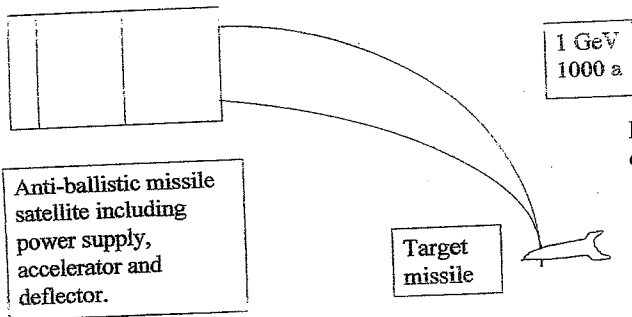 1 GeV
1000 a
Anti-ballistic missile
satellite including
power supply,
accelerator and
deflector.
Target
missile